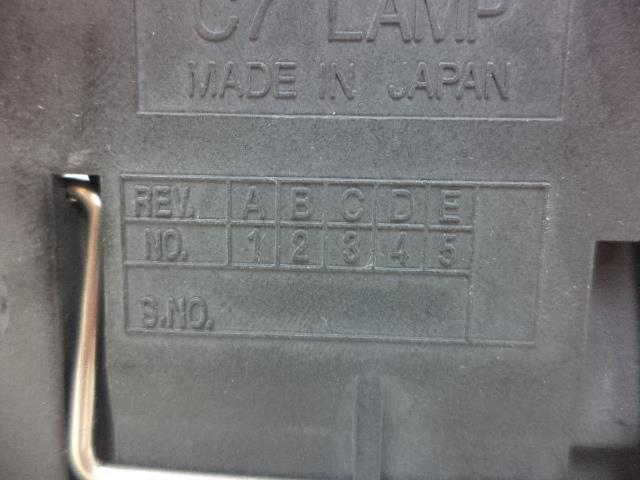 C7 LAMP
MADE IN JAPAN
REV. A B C D E
NO. 1 2 3 4 5
S.NO.